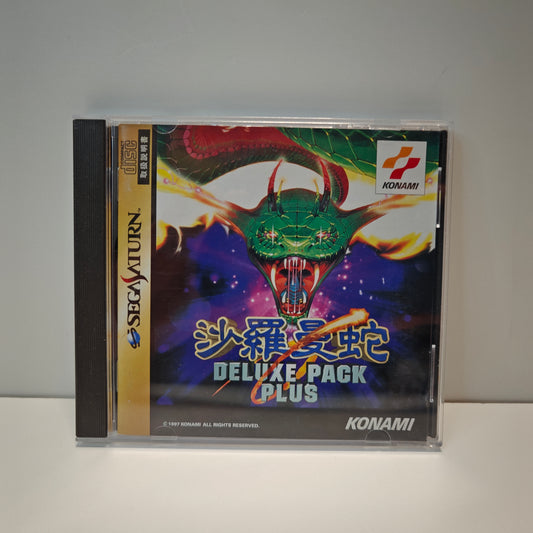 disc
取扱説明書
SEGA SATURN™
KONAMI
沙羅曼蛇
DELUXE PACK
PLUS
© 1997 KONAMI ALL RIGHTS RESERVED.
KONAMI